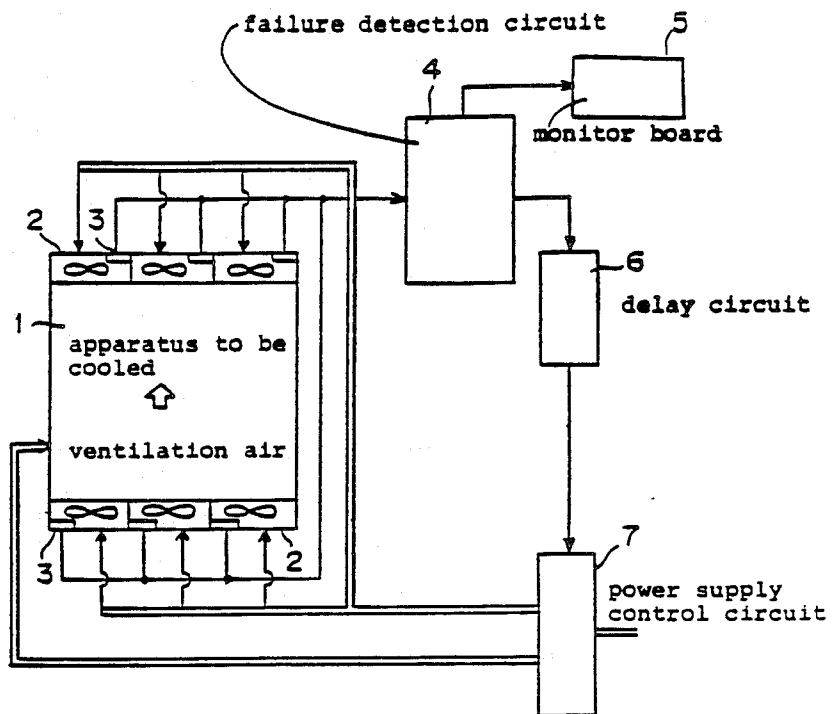 failure detection circuit
5
4
monitor board
2
3
6
delay circuit
1
apparatus to be
cooled
ventilation air
3
2
7
power supply
control circuit